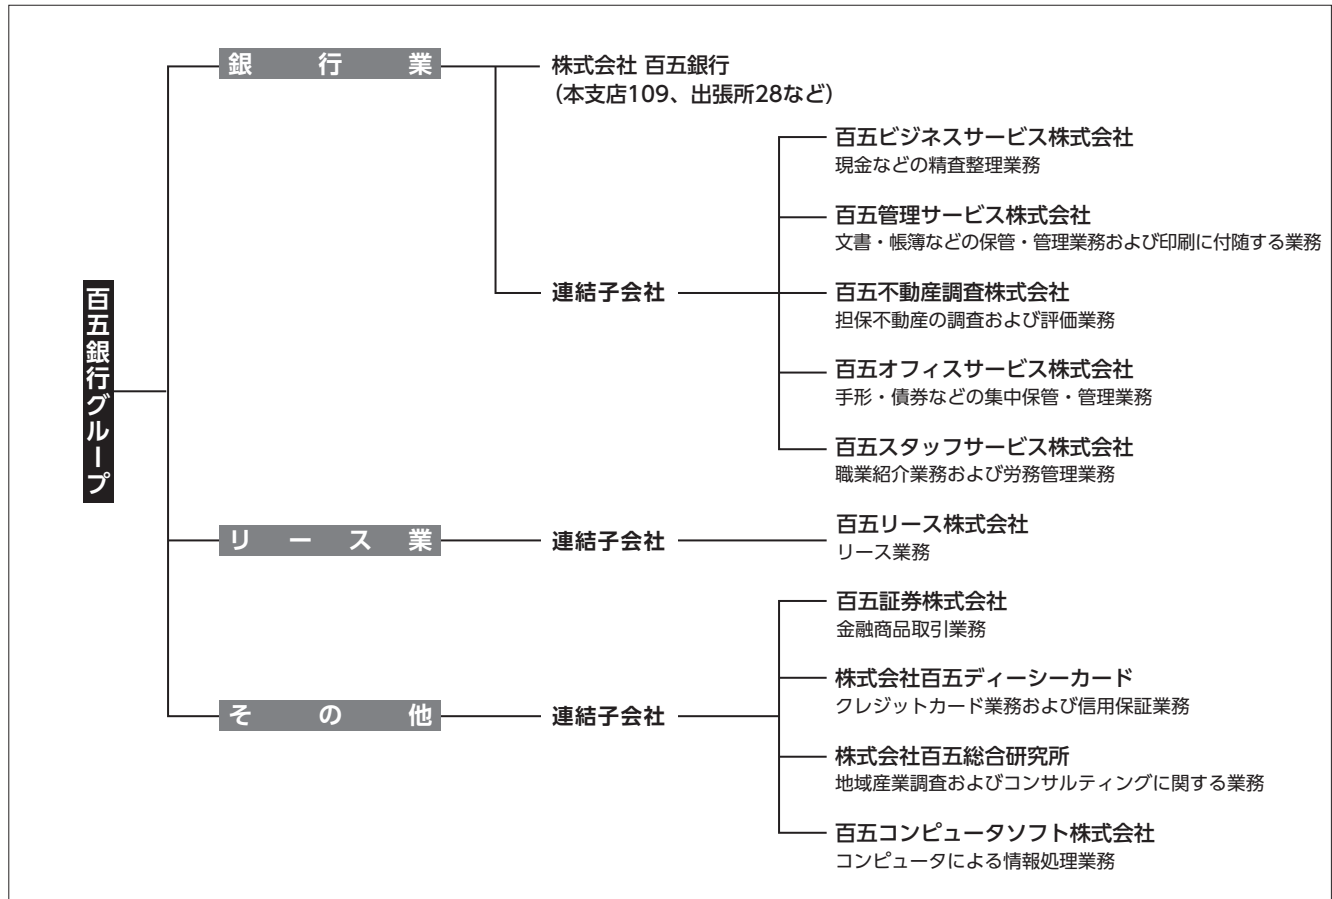 百五銀行グループ
銀行業
株式会社 百五銀行
（本支店109、出張所28など）
連結子会社
百五ビジネスサービス株式会社
現金などの精査整理業務
百五管理サービス株式会社
文書・帳簿などの保管・管理業務および印刷に付随する業務
百五不動産調査株式会社
担保不動産の調査および評価業務
百五オフィスサービス株式会社
手形・債券などの集中保管・管理業務
百五スタッフサービス株式会社
職業紹介業務および労務管理業務
リース業
連結子会社
百五リース株式会社
リース業務
その他
連結子会社
百五証券株式会社
金融商品取引業務
株式会社百五ディーシーカード
クレジットカード業務および信用保証業務
株式会社百五総合研究所
地域産業調査およびコンサルティングに関する業務
百五コンピュータソフト株式会社
コンピュータによる情報処理業務